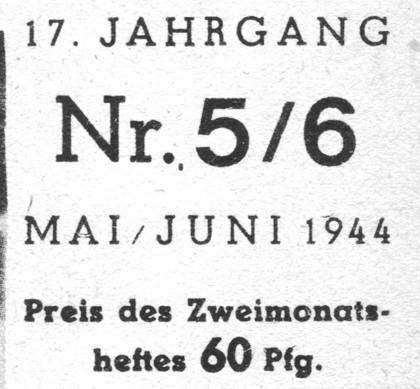 17. JAHRGANG
Nr. 5/6
MAI/JUNI 1944
Preis des Zweimonats-
heftes 60 Pfg.